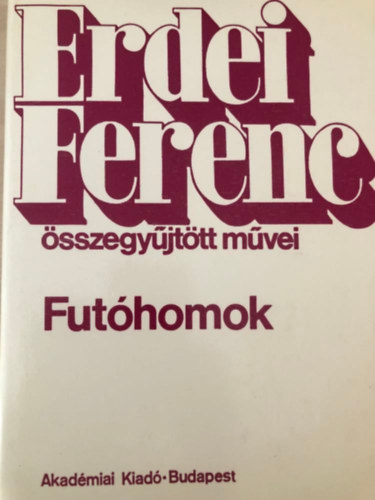 Erdei
Ferenc
összegyűjtött művei
Futóhomok
Akadémiai Kiadó·Budapest